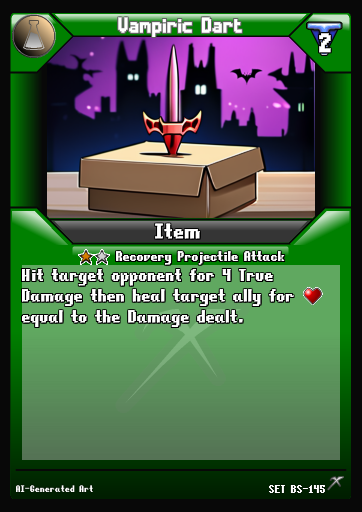 Vampiric Dart
2
Item
Recovery Projectile Attack
Hit target opponent for 4 True
Damage then heal target ally for
equal to the Damage dealt.
AI-Generated Art
SET BS-145